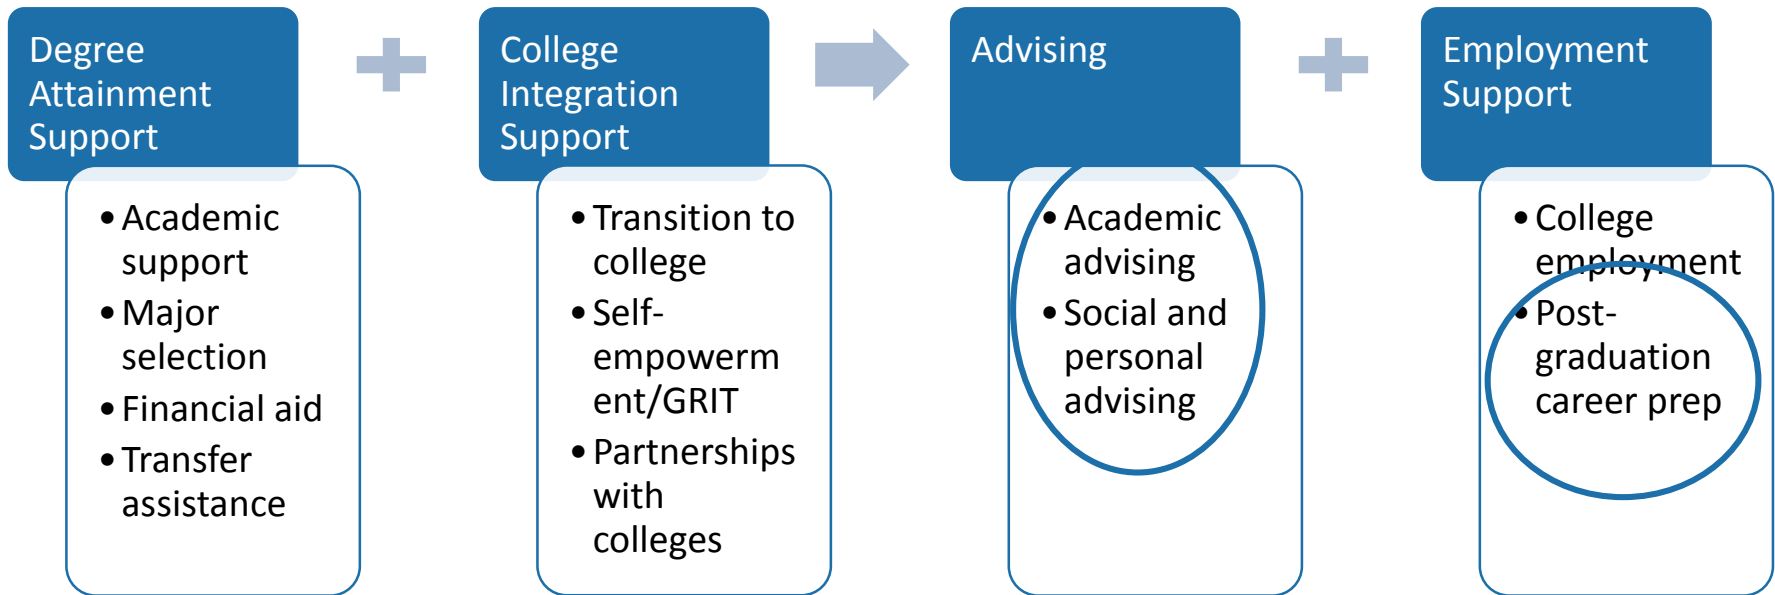 Degree
Attainment
Support
• Academic
support
• Major
selection
• Financial aid
• Transfer
assistance
College
Integration
Support
• Transition to
college
• Self-
empowerm
ent/GRIT
• Partnerships
with
colleges
Advising
• Academic
advising
• Social and
personal
advising
Employment
Support
• College
employment
• Post-
graduation
career prep